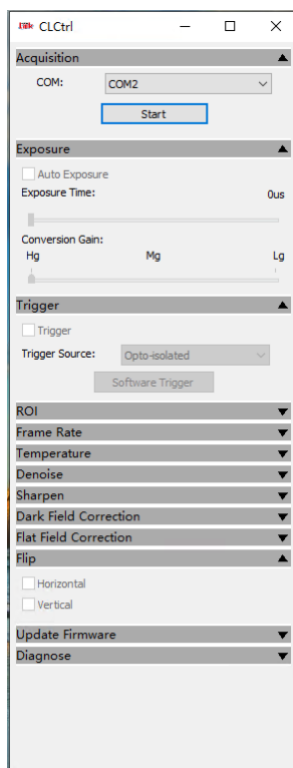 CLCtrl
Acquisition
COM: COM2
Start
Exposure
Auto Exposure
Exposure Time: 0us
Conversion Gain:
Hg Mg Lg
Trigger
Trigger
Trigger Source: Opto-isolated
Software Trigger
ROI
Frame Rate
Temperature
Denoise
Sharpen
Dark Field Correction
Flat Field Correction
Flip
Horizontal
Vertical
Update Firmware
Diagnose